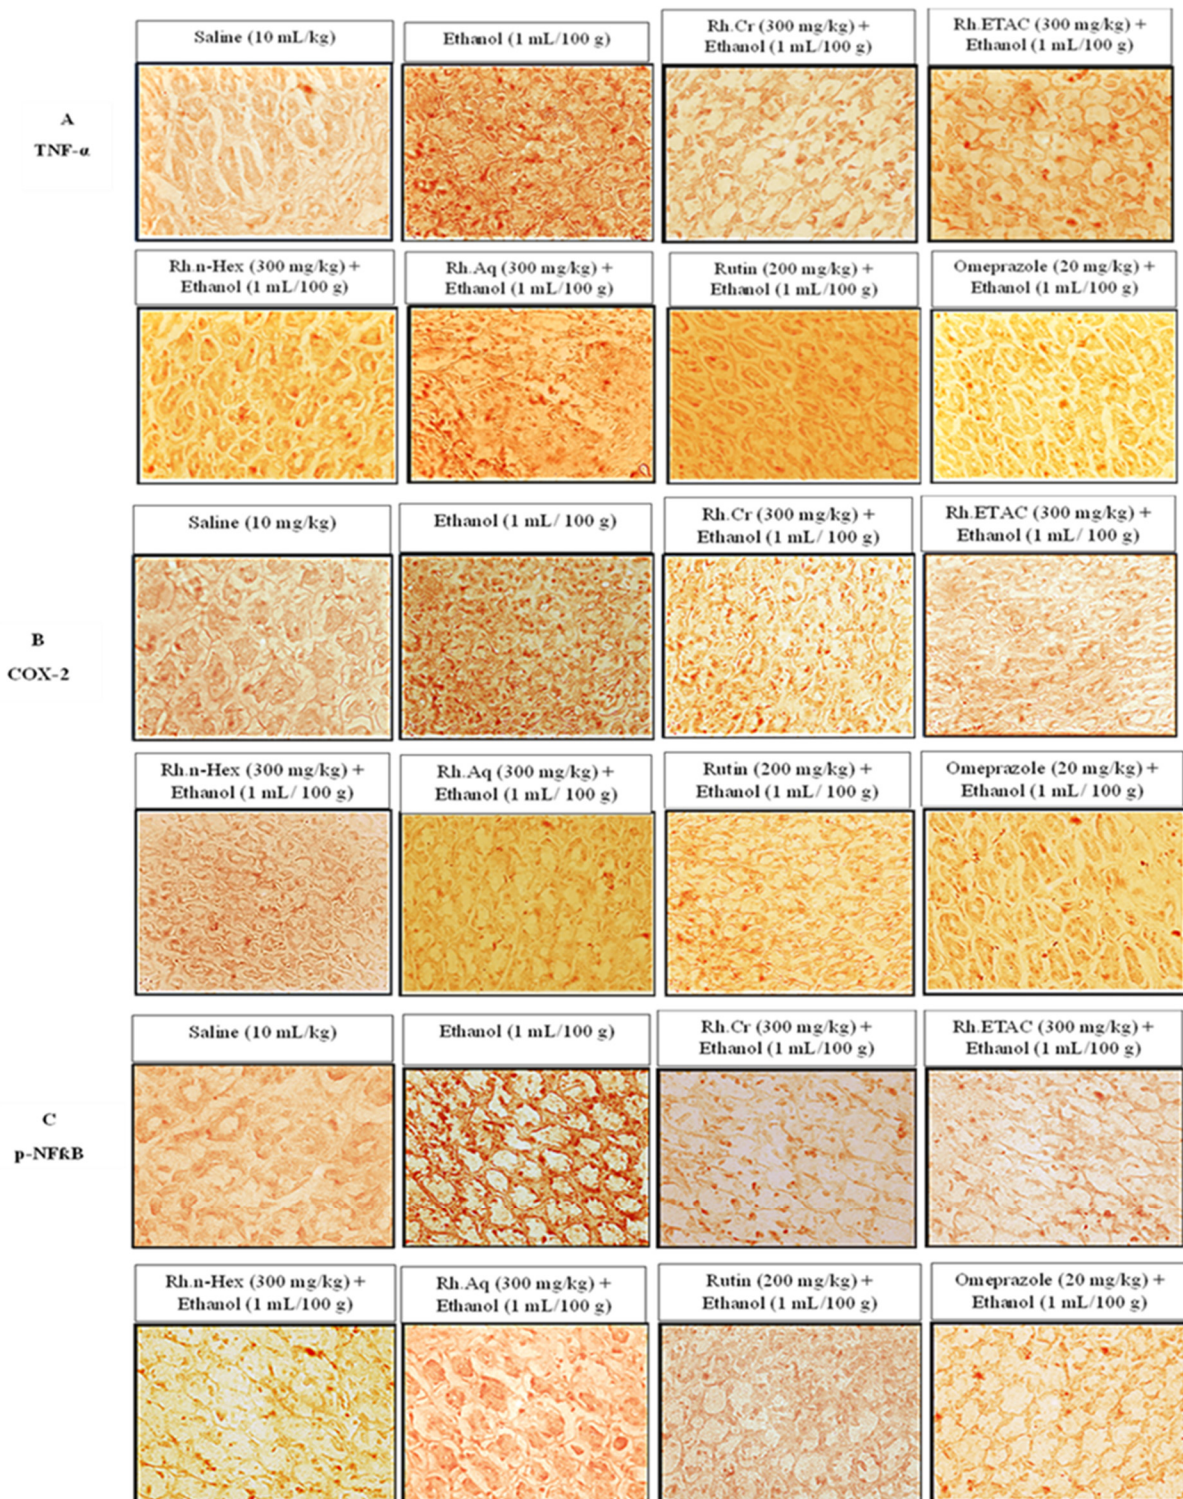 Saline (10 mL/kg)
Ethanol (1 mL/100 g)
Rh.Cr (300 mg/kg) +
Ethanol (1 mL/100 g)
Rh.ETAC (300 mg/kg) +
Ethanol (1 mL/100 g)
A
TNF-α
Rh.n-Hex (300 mg/kg) +
Ethanol (1 mL/100 g)
Rh.Aq (300 mg/kg) +
Ethanol (1 mL/100 g)
Rutin (200 mg/kg) +
Ethanol (1 mL/100 g)
Omeprazole (20 mg/kg) +
Ethanol (1 mL/100 g)
Saline (10 mg/kg)
Ethanol (1 mL/ 100 g)
Rh.Cr (300 mg/kg) +
Ethanol (1 mL/ 100 g)
Rh.ETAC (300 mg/kg) +
Ethanol (1 mL/ 100 g)
B
COX-2
Rh.n-Hex (300 mg/kg) +
Ethanol (1 mL/ 100 g)
Rh.Aq (300 mg/kg) +
Ethanol (1 mL/ 100 g)
Rutin (200 mg/kg) +
Ethanol (1 mL/ 100 g)
Omeprazole (20 mg/kg) +
Ethanol (1 mL/ 100 g)
Saline (10 mL/kg)
Ethanol (1 mL/100 g)
Rh.Cr (300 mg/kg) +
Ethanol (1 mL/100 g)
Rh.ETAC (300 mg/kg) +
Ethanol (1 mL/100 g)
C
p-NFkB
Rh.n-Hex (300 mg/kg) +
Ethanol (1 mL/100 g)
Rh.Aq (300 mg/kg) +
Ethanol (1 mL/100 g)
Rutin (200 mg/kg) +
Ethanol (1 mL/100 g)
Omeprazole (20 mg/kg) +
Ethanol (1 mL/100 g)